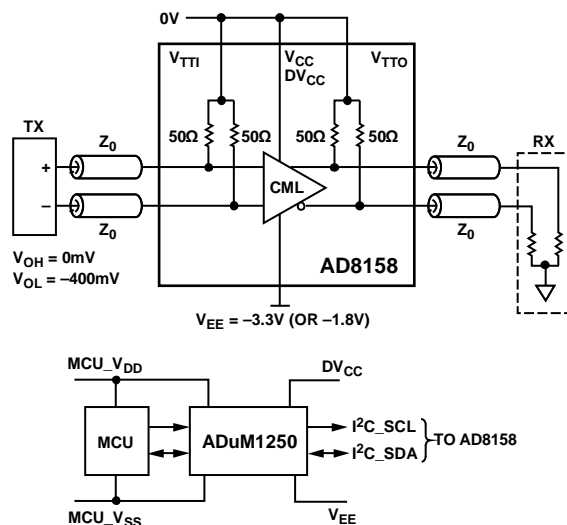 0V
V_TTI V_CC V_TTO
DV_CC
TX
50Ω 50Ω 50Ω 50Ω
RX
Z_0 Z_0
+
CML
–
Z_0 Z_0
V_OH = 0mV
V_OL = –400mV
AD8158
V_EE = –3.3V (OR –1.8V)
MCU_V_DD DV_CC
MCU
ADuM1250
I²C_SCL
I²C_SDA
TO AD8158
MCU_V_SS V_EE